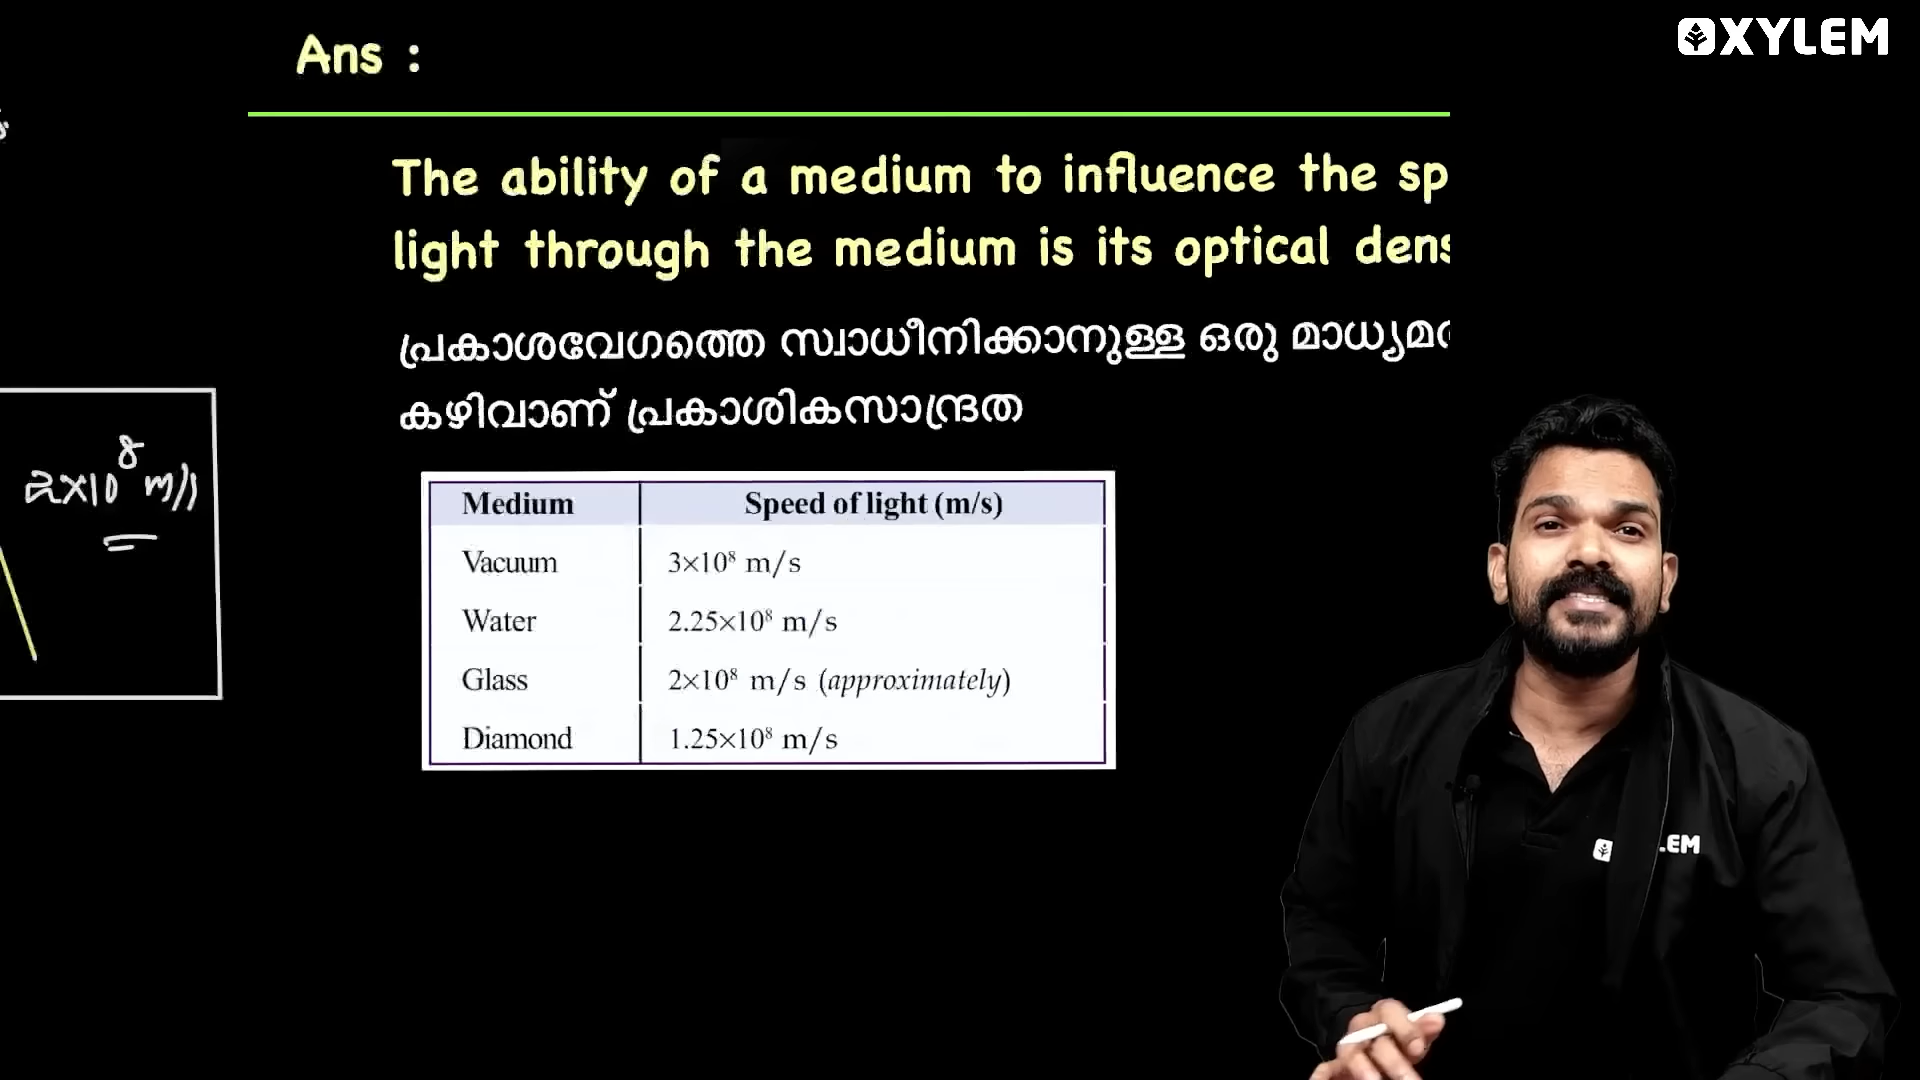 XYLEM
Ans :
The ability of a medium to influence the sp
light through the medium is its optical dens
പ്രകാശവേഗത്തെ സ്വാധീനിക്കാനുള്ള ഒരു
കഴിവാണ് പ്രകാശികസാന്ദ്രത
2×10⁸ m/s
Medium Speed of light (m/s)
Vacuum 3×10⁸ m/s
Water 2.25×10⁸ m/s
Glass 2×10⁸ m/s (approximately)
Diamond 1.25×10⁸ m/s